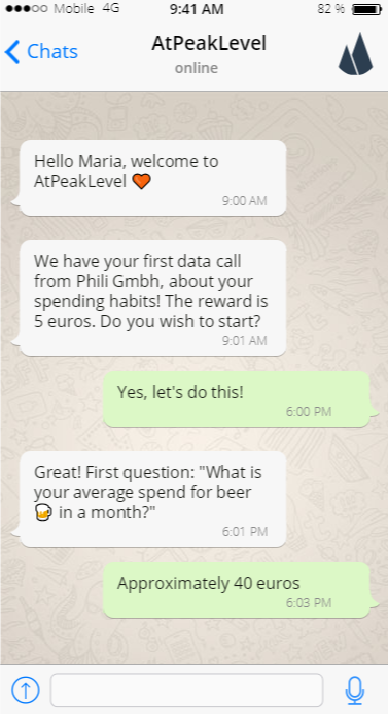 Mobile 4G 9:41 AM 82 %
Chats AtPeakLevel
online
Hello Maria, welcome to
AtPeakLevel 🧡
9:00 AM
We have your first data call
from Phili Gmbh, about your
spending habits! The reward is
5 euros. Do you wish to start?
9:01 AM
Yes, let's do this!
6:00 PM
Great! First question: "What is
your average spend for beer
🍺 in a month?"
6:01 PM
Approximately 40 euros
6:03 PM